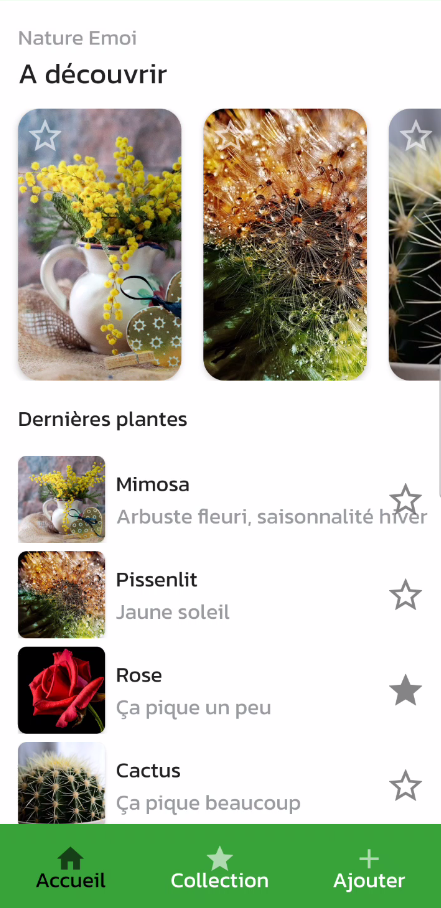 Nature Emoi
A découvrir
Dernières plantes
Mimosa
Arbuste fleuri, saisonnalité hiver
Pissenlit
Jaune soleil
Rose
Ça pique un peu
Cactus
Ça pique beaucoup
Accueil
Collection
Ajouter